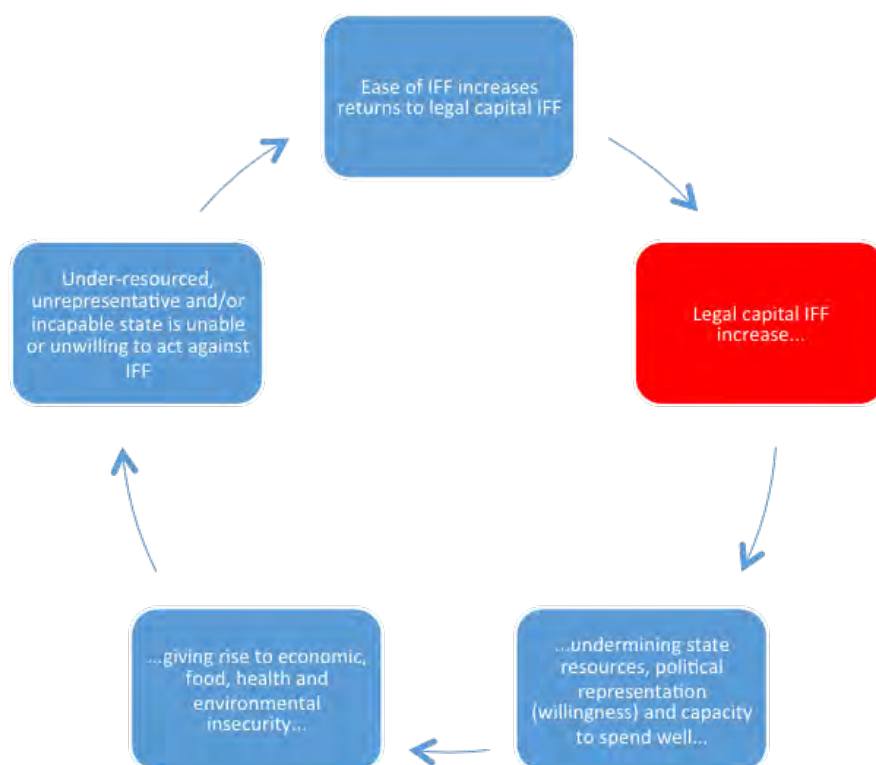 Ease of IFF increases
returns to legal capital IFF
Legal capital IFF
increase...
...undermining state
resources, political
representation
(willingness) and capacity
to spend well...
...giving rise to economic,
food, health and
environmental
insecurity...
Under-resourced,
unrepresentative and/or
incapable state is unable
or unwilling to act against
IFF